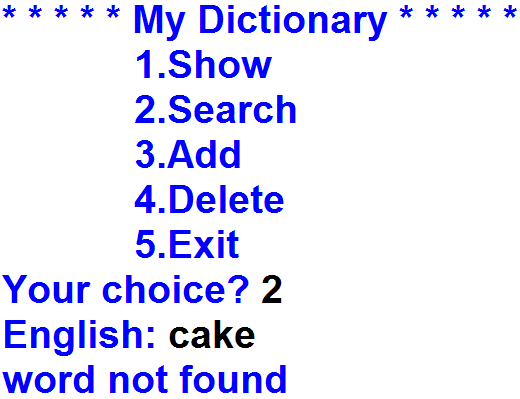 * * * * * My Dictionary * * * * *
1.Show
2.Search
3.Add
4.Delete
5.Exit
Your choice? 2
English: cake
word not found